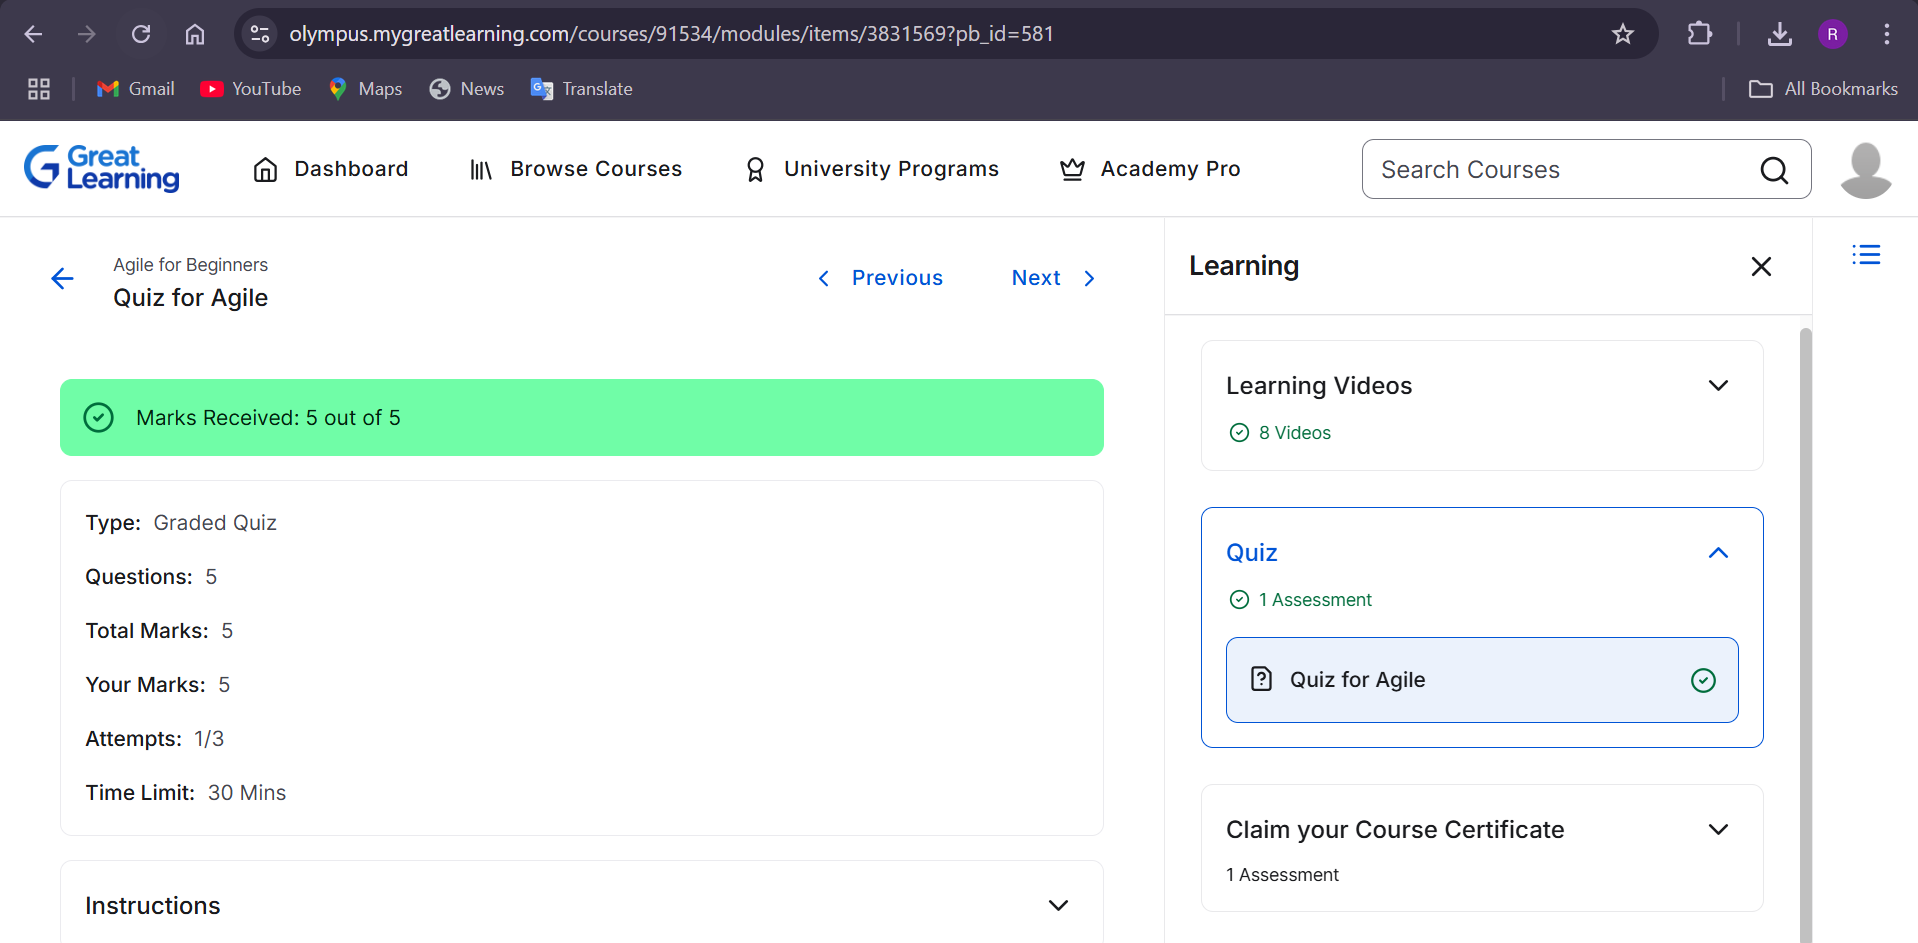 olympus.mygreatlearning.com/courses/91534/modules/items/3831569?pb_id=581
R
Gmail
YouTube
Maps
News
Translate
All Bookmarks
Great
Learning
Dashboard
Browse Courses
University Programs
Academy Pro
Search Courses
Agile for Beginners
Quiz for Agile
Previous
Next
Marks Received: 5 out of 5
Type: Graded Quiz
Questions: 5
Total Marks: 5
Your Marks: 5
Attempts: 1/3
Time Limit: 30 Mins
Instructions
Learning
Learning Videos
8 Videos
Quiz
1 Assessment
Quiz for Agile
Claim your Course Certificate
1 Assessment